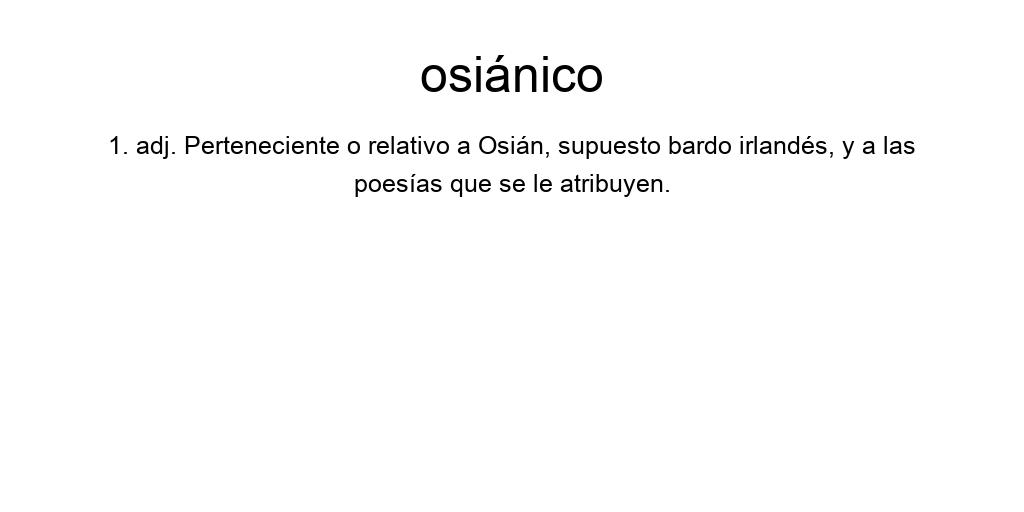 osiánico
1. adj. Perteneciente o relativo a Osián, supuesto bardo irlandés, y a las
poesías que se le atribuyen.